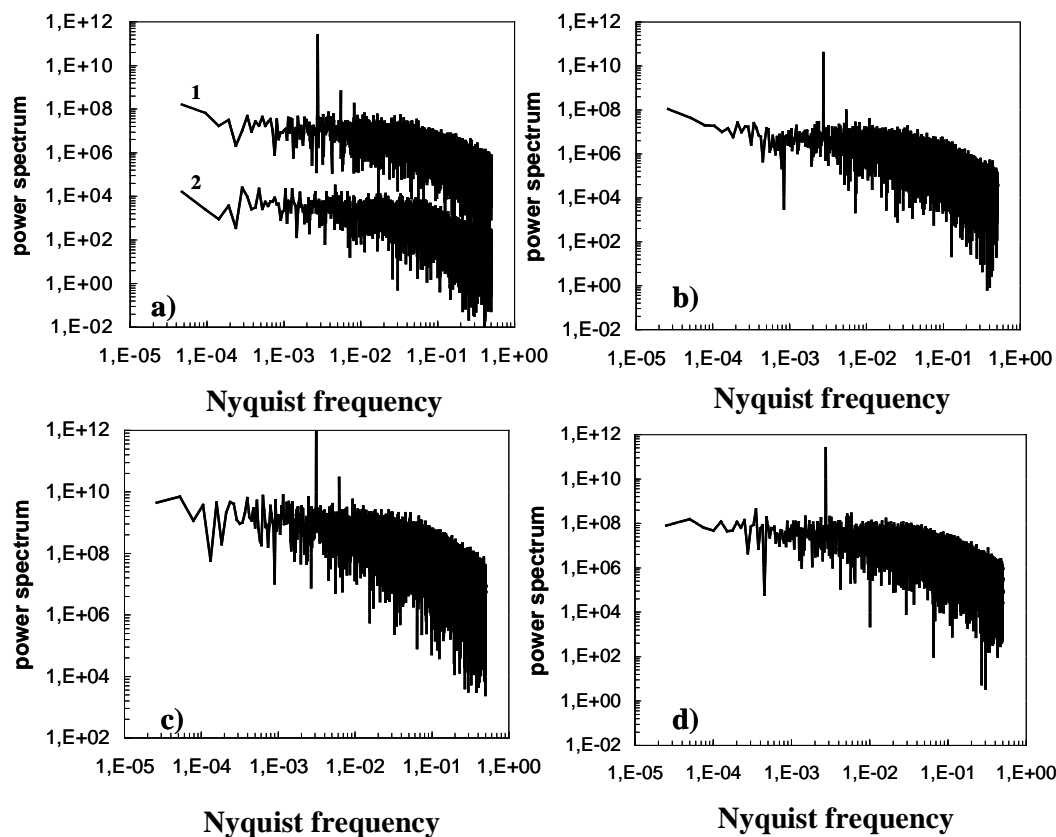 1,E+12
1,E+10
1,E+08
1,E+06
1,E+04
1,E+02
1,E+00
1,E-02
power spectrum
1
2
a)
1,E-05 1,E-04 1,E-03 1,E-02 1,E-01 1,E+00
Nyquist frequency
1,E+12
1,E+10
1,E+08
1,E+06
1,E+04
1,E+02
1,E+00
1,E-02
power spectrum
b)
1,E-05 1,E-04 1,E-03 1,E-02 1,E-01 1,E+00
Nyquist frequency
1,E+12
1,E+10
1,E+08
1,E+06
1,E+04
1,E+02
power spectrum
c)
1,E-05 1,E-04 1,E-03 1,E-02 1,E-01 1,E+00
Nyquist frequency
1,E+12
1,E+10
1,E+08
1,E+06
1,E+04
1,E+02
1,E+00
1,E-02
power spectrum
d)
1,E-05 1,E-04 1,E-03 1,E-02 1,E-01 1,E+00
Nyquist frequency